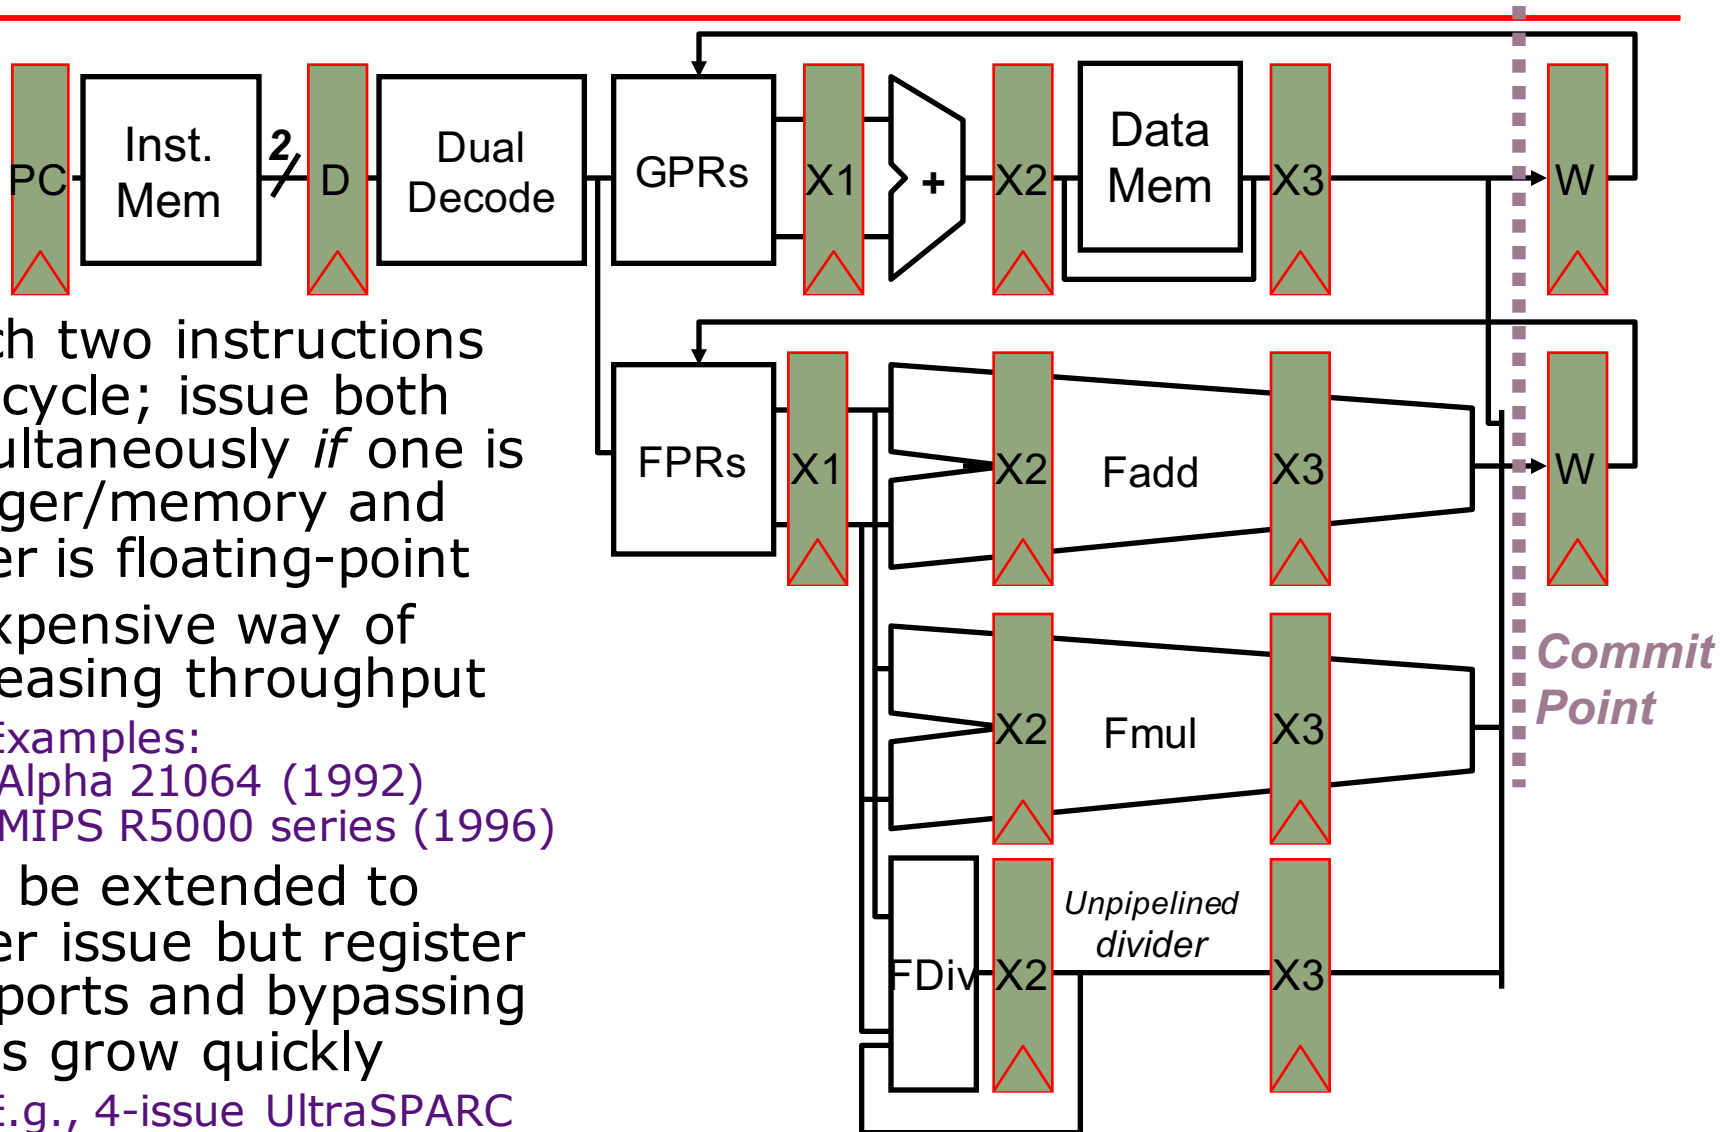 PC
Inst.
Mem
2
D
Dual
Decode
GPRs
X1
+
X2
Data
Mem
X3
W
ch two instructions
cycle; issue both
ultaneously if one is
ger/memory and
er is floating-point
xpensive way of
easing throughput
Examples:
Alpha 21064 (1992)
MIPS R5000 series (1996)
be extended to
er issue but register
ports and bypassing
s grow quickly
E.g., 4-issue UltraSPARC
FPRs
X1
X2
Fadd
X3
W
X2
Fmul
X3
Commit
Point
FDiv
X2
Unpipelined
divider
X3